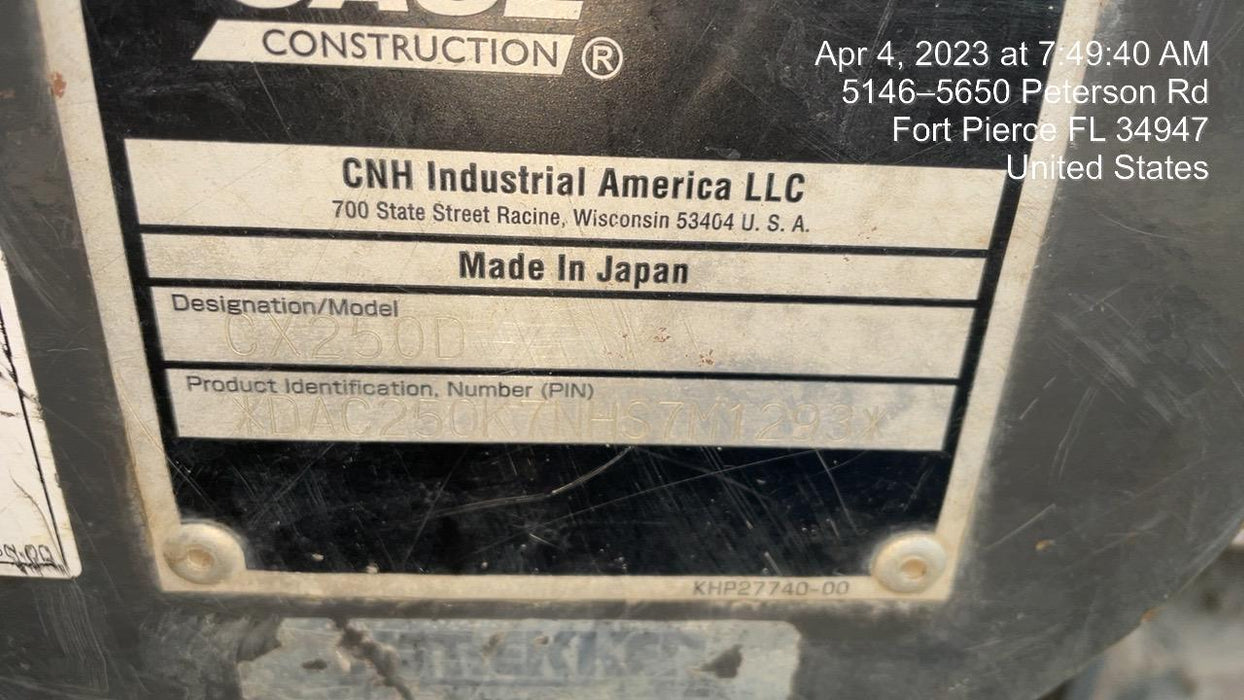 CASE
CONSTRUCTION®
Apr 4, 2023 at 7:49:40 AM
5146–5650 Peterson Rd
Fort Pierce FL 34947
United States
CNH Industrial America LLC
700 State Street Racine, Wisconsin 53404 U. S. A.
Made In Japan
Designation/Model
CX250D
Product Identification, Number (PIN)
*DAC250K7NHS7M1293*
KHP27740-00